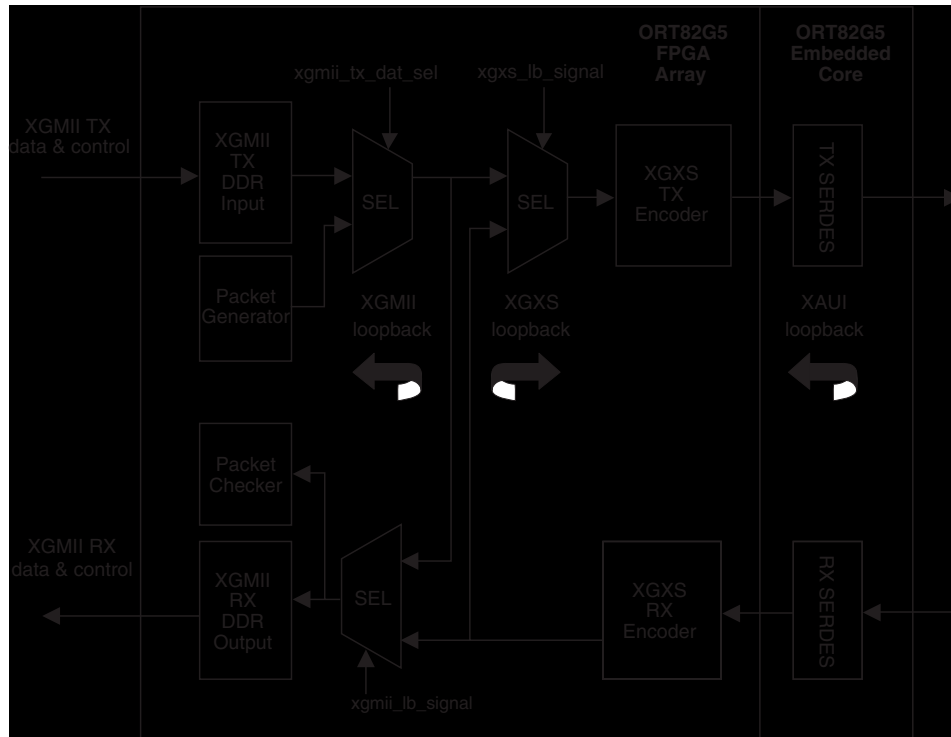 ORT82G5
FPGA
Array
ORT82G5
Embedded
Core
xgmii_tx_dat_sel
xgxs_lb_signal
XGMII TX
data & control
XGMII
TX
DDR
Input
SEL
SEL
XGXS
TX
Encoder
TX SERDES
Packet
Generator
XGMII
loopback
XGXS
loopback
XAUI
loopback
Packet
Checker
XGMII RX
data & control
XGMII
RX
DDR
Output
SEL
XGXS
RX
Encoder
RX SERDES
xgmii_lb_signal